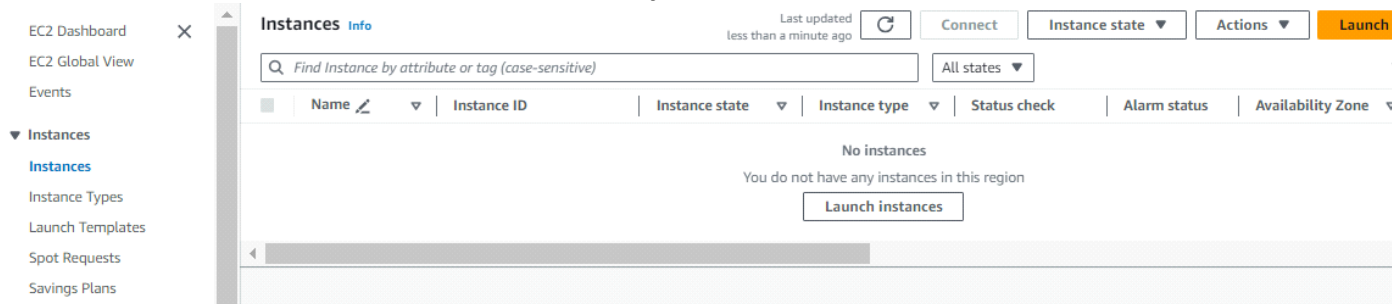 EC2 Dashboard
EC2 Global View
Events
Instances
Instances
Instance Types
Launch Templates
Spot Requests
Savings Plans
Instances Info
Last updated
less than a minute ago
Connect
Instance state
Actions
Launch
Find Instance by attribute or tag (case-sensitive)
All states
Name Instance ID Instance state Instance type Status check Alarm status Availability Zone
No instances
You do not have any instances in this region
Launch instances